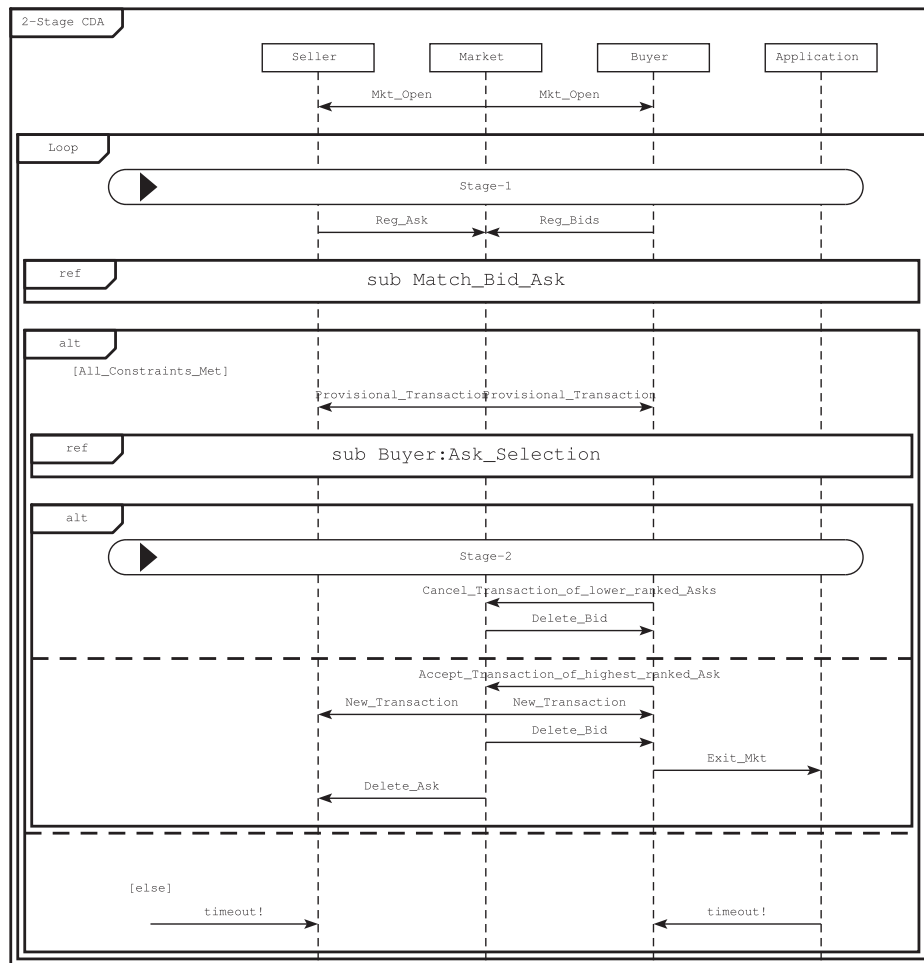 2-Stage CDA
Seller Market Buyer Application
Mkt_Open Mkt_Open
Loop
Stage-1
Reg_Ask Reg_Bids
ref
sub Match_Bid_Ask
alt
[All_Constraints_Met]
Provisional_Transaction Provisional_Transaction
ref
sub Buyer:Ask_Selection
alt
Stage-2
Cancel_Transaction_of_lower_ranked_Asks
Delete_Bid
Accept_Transaction_of_highest_ranked_Ask
New_Transaction New_Transaction
Delete_Bid
Exit_Mkt
Delete_Ask
[else]
timeout! timeout!